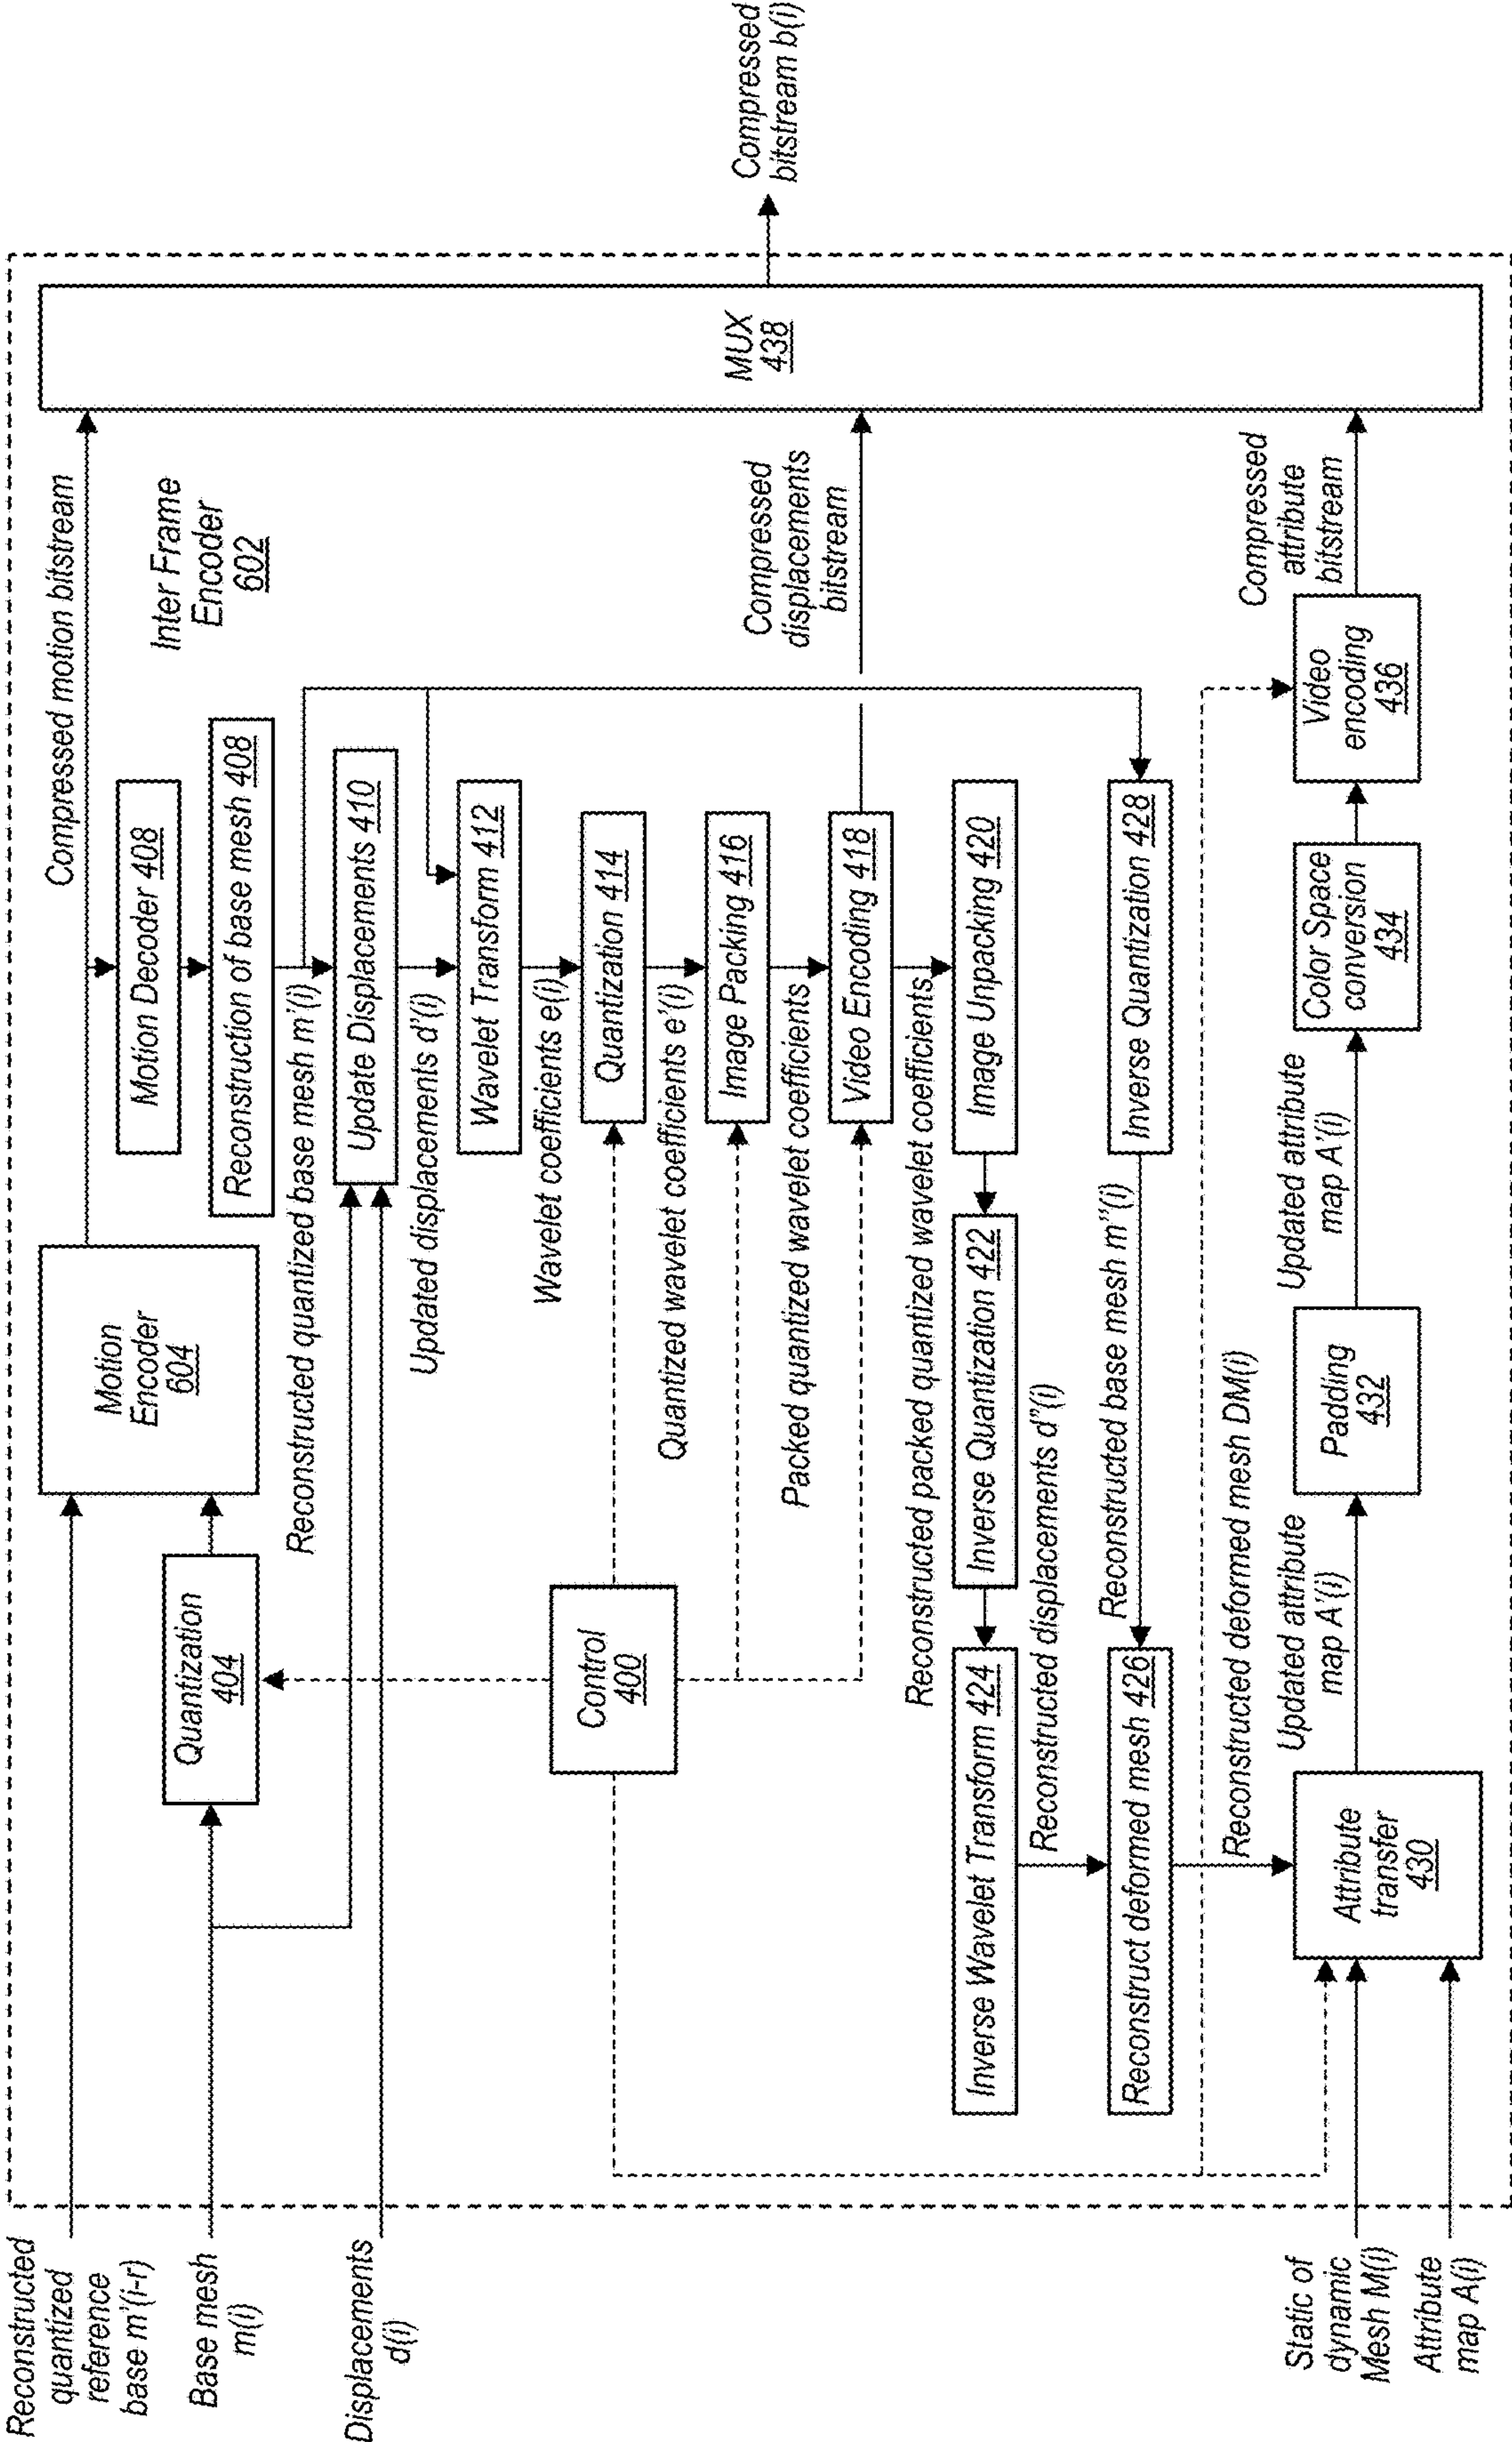 Reconstructed
quantized
reference
base m'(i-r)
Base mesh
m(i)
Displacements
d(i)
Static of
dynamic
Mesh M(i)
Attribute
map A(i)
Quantization
404
Motion
Encoder
604
Compressed motion bitstream
Inter Frame
Encoder
602
Motion Decoder 408
Reconstruction of base mesh 408
Reconstructed quantized base mesh m'(i)
Update Displacements 410
Updated displacements d'(i)
Wavelet Transform 412
Wavelet coefficients e(i)
Control
400
Quantization 414
Quantized wavelet coefficients e'(i)
Image Packing 416
Packed quantized wavelet coefficients
Video Encoding 418
Compressed
displacements
bitstream
Reconstructed packed quantized wavelet coefficients
Image Unpacking 420
Inverse Quantization 422
Inverse Wavelet Transform 424
Reconstructed displacements d"(i)
Reconstructed base mesh m"(i)
Inverse Quantization 428
Reconstruct deformed mesh 426
Reconstructed deformed mesh DM(i)
Attribute
transfer
430
Updated attribute
map A'(i)
Padding
432
Updated attribute
map A'(i)
Color Space
conversion
434
Video
encoding
436
Compressed
attribute
bitstream
MUX
438
Compressed
bitstream b(i)